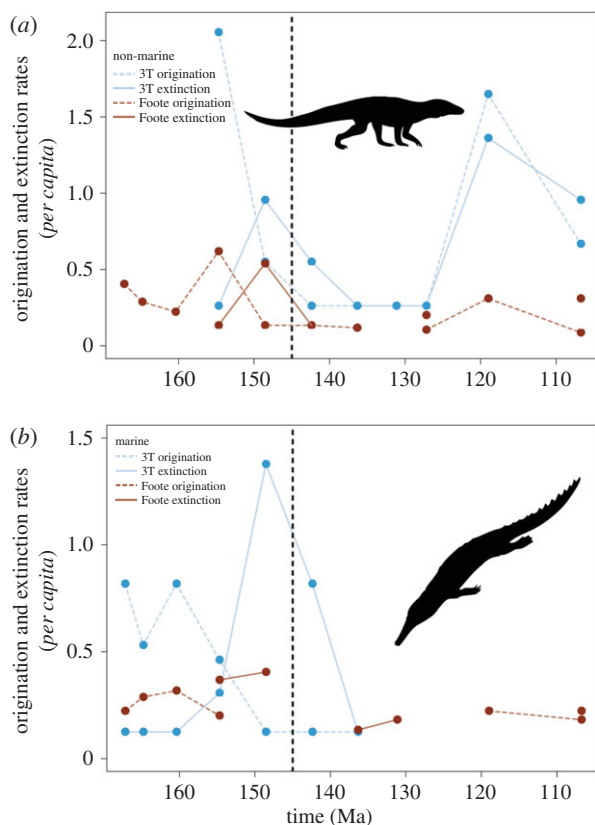 (a)
2.0
1.5
1.0
0.5
0
origination and extinction rates
(per capita)
non-marine
3T origination
3T extinction
Foote origination
Foote extinction
160
150
140
130
120
110
(b)
1.5
1.0
0.5
0
origination and extinction rates
(per capita)
marine
3T origination
3T extinction
Foote origination
Foote extinction
160
150
140
130
120
110
time (Ma)